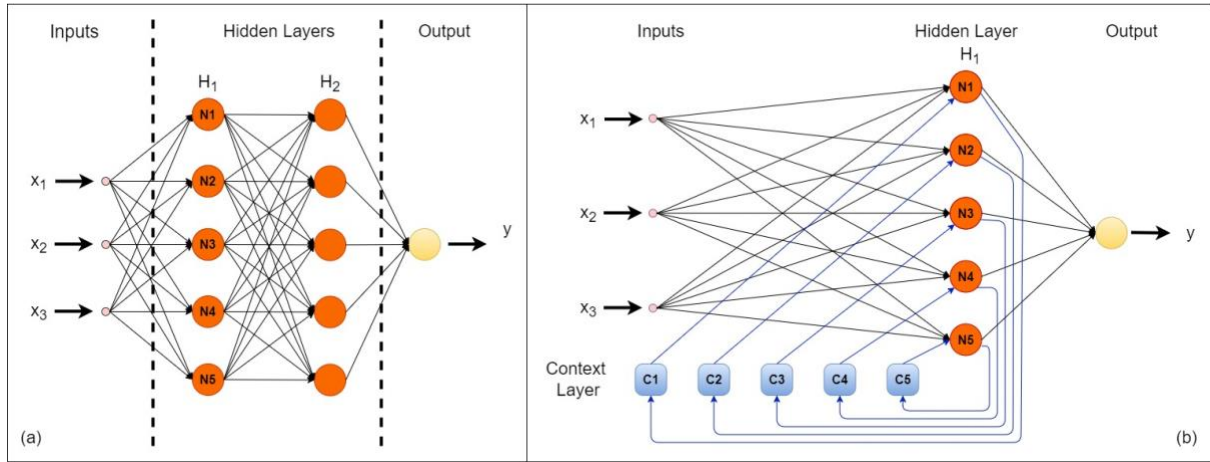 Inputs
Hidden Layers
Output
H1
H2
N1
N2
N3
N4
N5
x1
x2
x3
y
(a)
Inputs
Hidden Layer
H1
Output
N1
N2
N3
N4
N5
x1
x2
x3
y
Context
Layer
C1
C2
C3
C4
C5
(b)